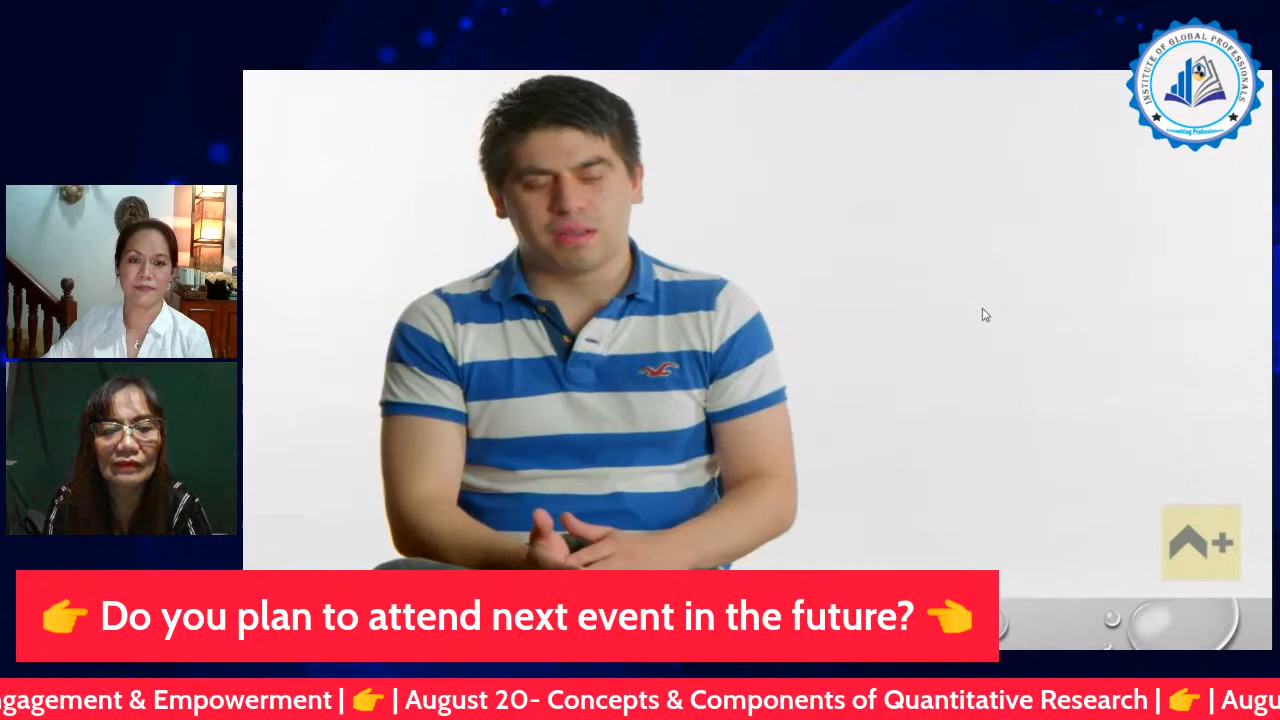 INSTITUTE OF GLOBAL PROFESSIONALS
👉 Do you plan to attend next event in the future? 👈
ngagement & Empowerment | 👉 | August 20- Concepts & Components of Quantitative Research | 👉 | Augu